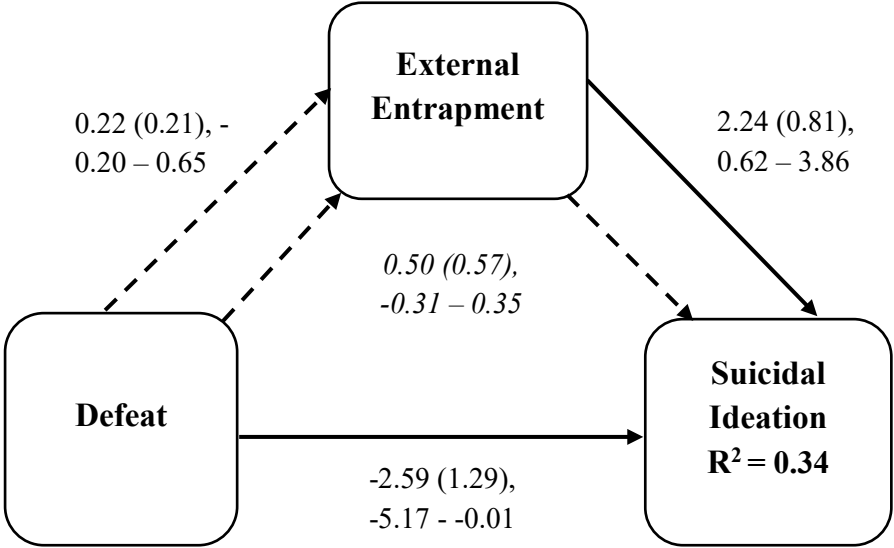 External
Entrapment
0.22 (0.21), -
0.20 – 0.65
2.24 (0.81),
0.62 – 3.86
0.50 (0.57),
-0.31 – 0.35
Defeat
Suicidal
Ideation
R² = 0.34
-2.59 (1.29),
-5.17 - -0.01